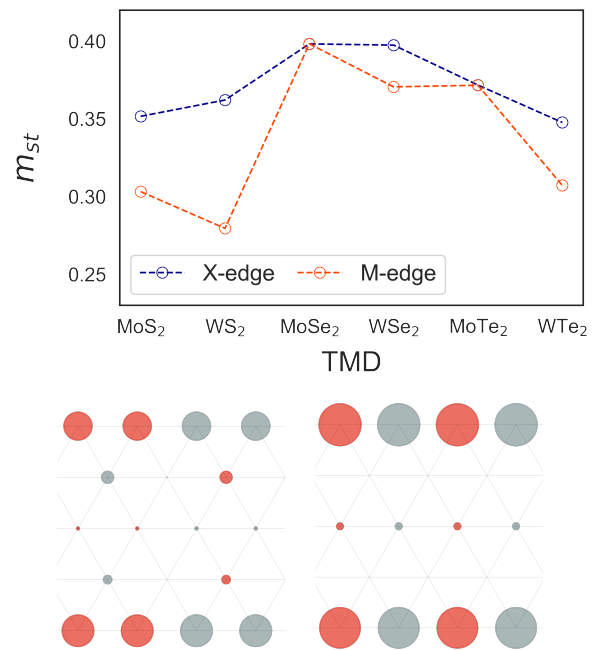 0.40
0.35
0.30
0.25
m_st
X-edge M-edge
MoS₂ WS₂ MoSe₂ WSe₂ MoTe₂ WTe₂
TMD